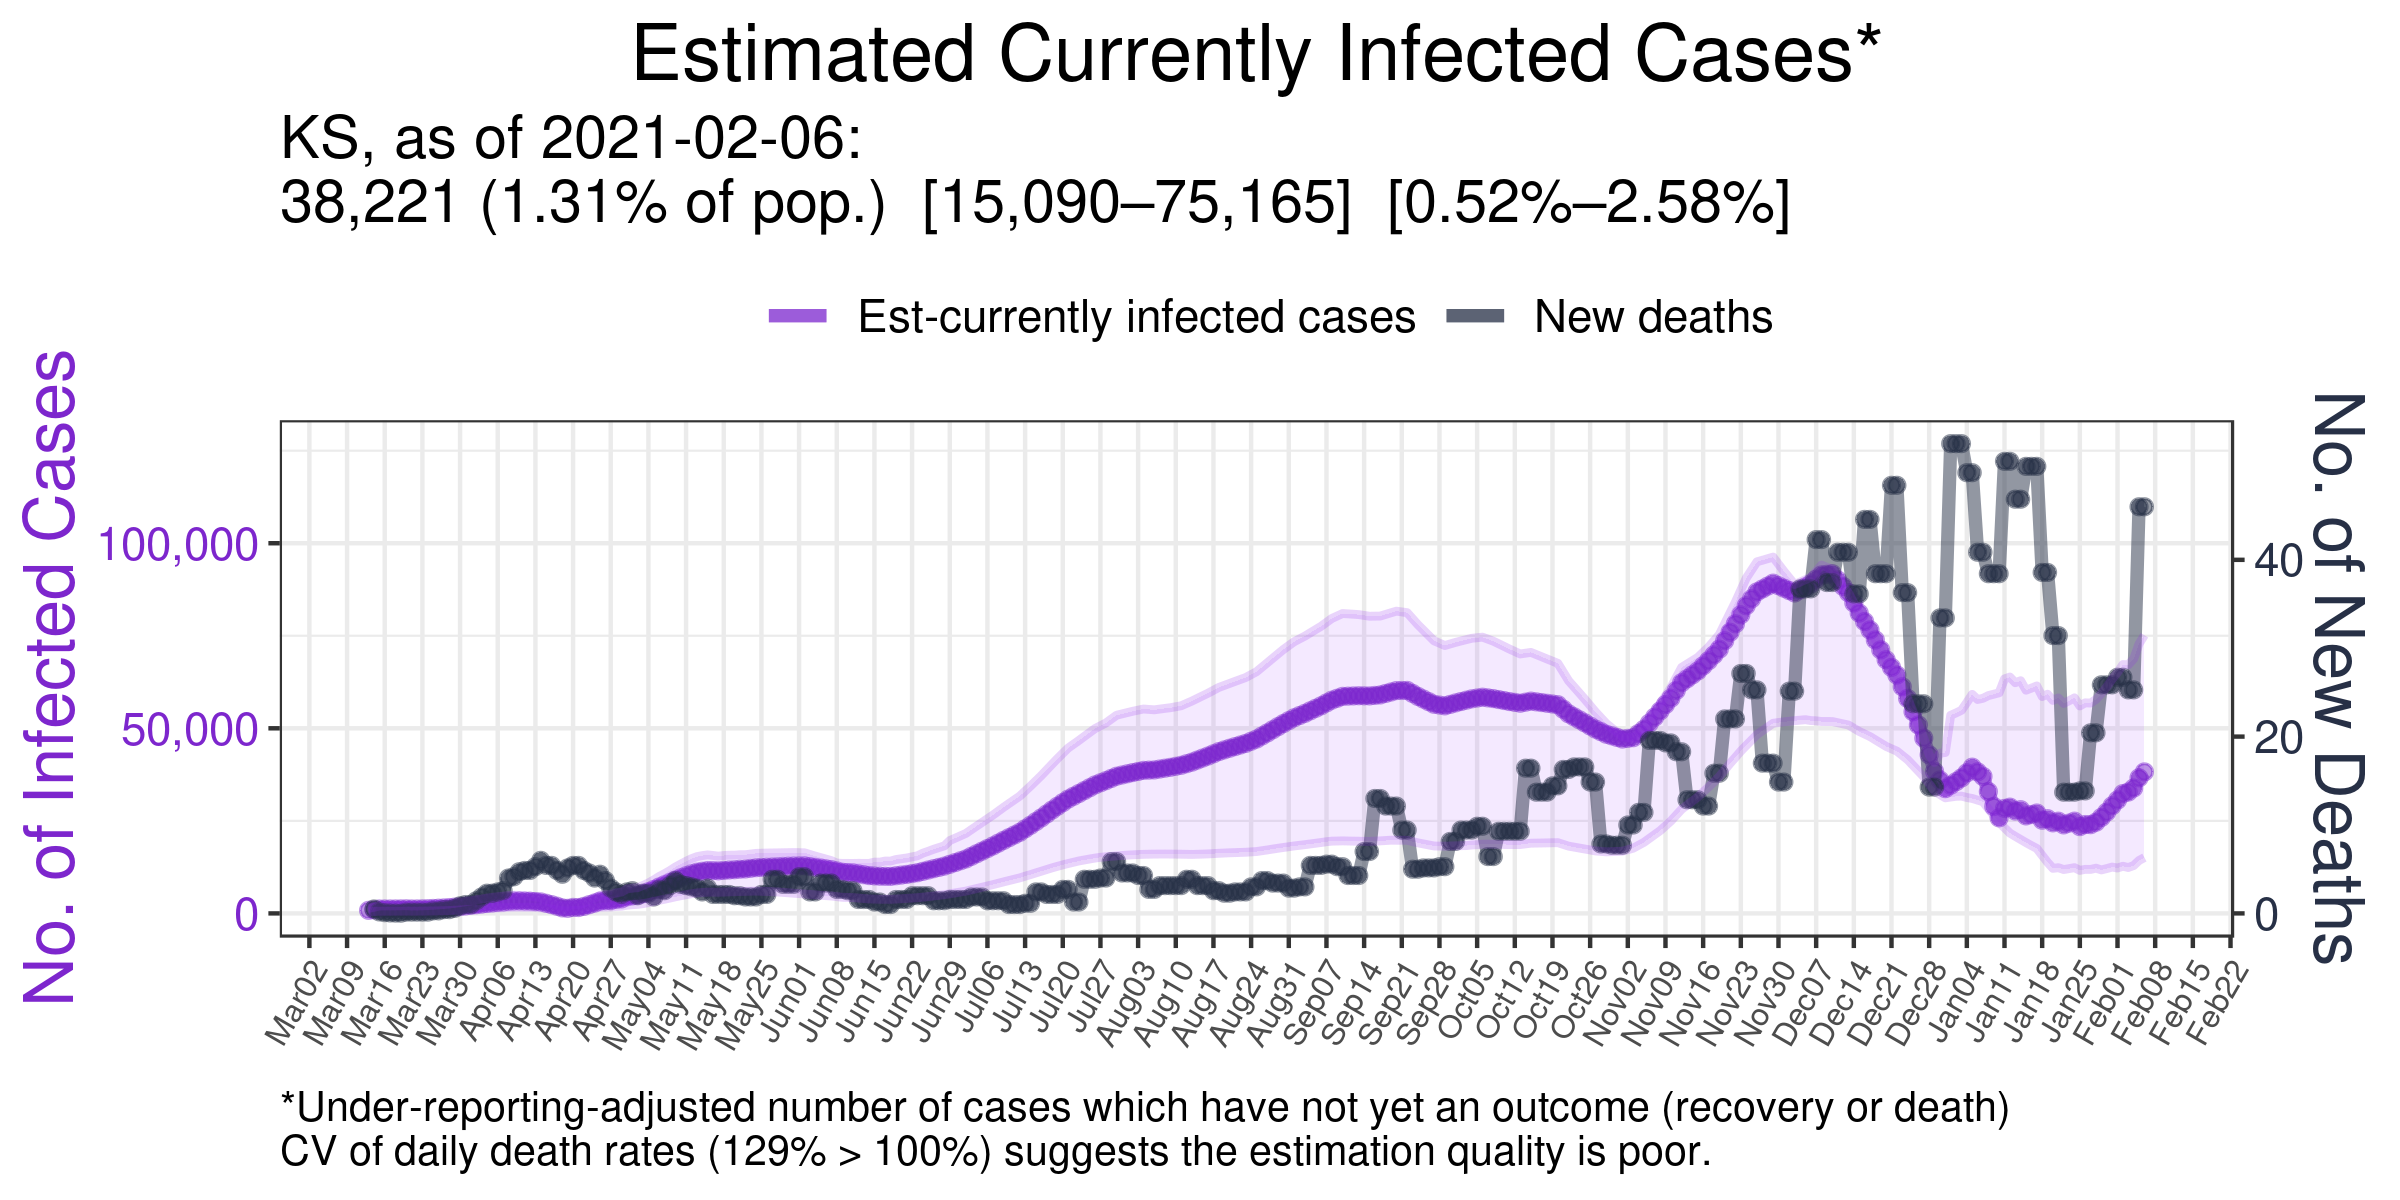 Estimated Currently Infected Cases*
KS, as of 2021-02-06:
38,221 (1.31% of pop.) [15,090–75,165] [0.52%–2.58%]
Est-currently infected cases
New deaths
No. of Infected Cases
100,000
50,000
0
40
20
0
No. of New Deaths
Mar02
Mar09
Mar16
Mar23
Mar30
Apr06
Apr13
Apr20
Apr27
May04
May11
May18
May25
Jun01
Jun08
Jun15
Jun22
Jun29
Jul06
Jul13
Jul20
Jul27
Aug03
Aug10
Aug17
Aug24
Aug31
Sep07
Sep14
Sep21
Sep28
Oct05
Oct12
Oct19
Oct26
Nov02
Nov09
Nov16
Nov23
Nov30
Dec07
Dec14
Dec21
Dec28
Jan04
Jan11
Jan18
Jan25
Feb01
Feb08
Feb15
Feb22
*Under-reporting-adjusted number of cases which have not yet an outcome (recovery or death)
CV of daily death rates (129% > 100%) suggests the estimation quality is poor.